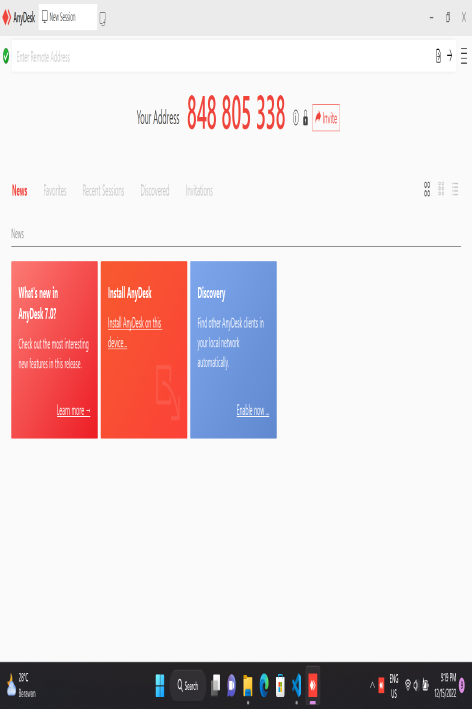 AnyDesk
New Session
Enter Remote Address
Your Address 848 805 338 Invite
News Favorites Recent Sessions Discovered Invitations
News
What's new in
AnyDesk 7.0?
Check out the most interesting
new features in this release.
Learn more →
Install AnyDesk
Install AnyDesk on this
device...
Discovery
Find other AnyDesk clients in
your local network
automatically.
Enable now ...
28°C
Berawan
Search
ENG
US
9:18 PM
12/15/2022